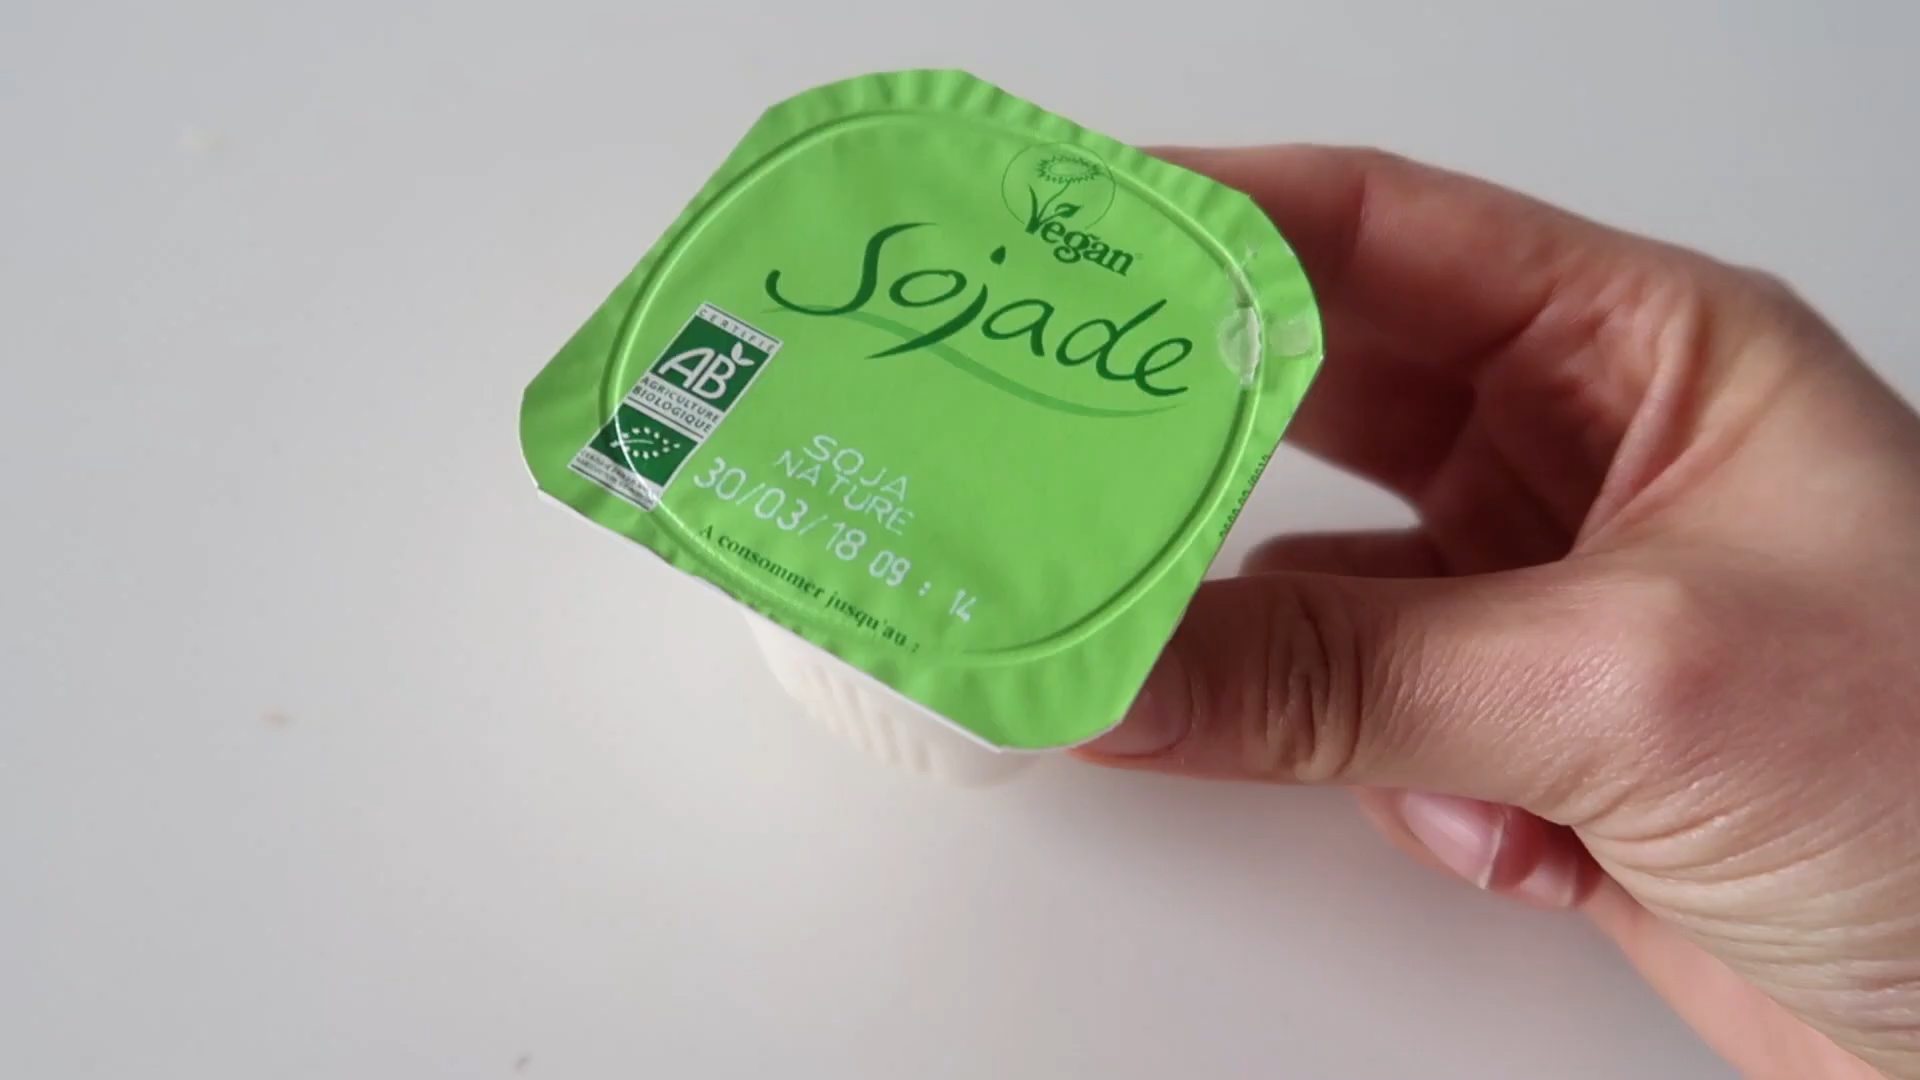 Vegan
Sojade
CERTIFIÉ
AB
AGRICULTURE
BIOLOGIQUE
SOJA
NATURE
30/03/18 09 : 14
A consommer jusqu'au :